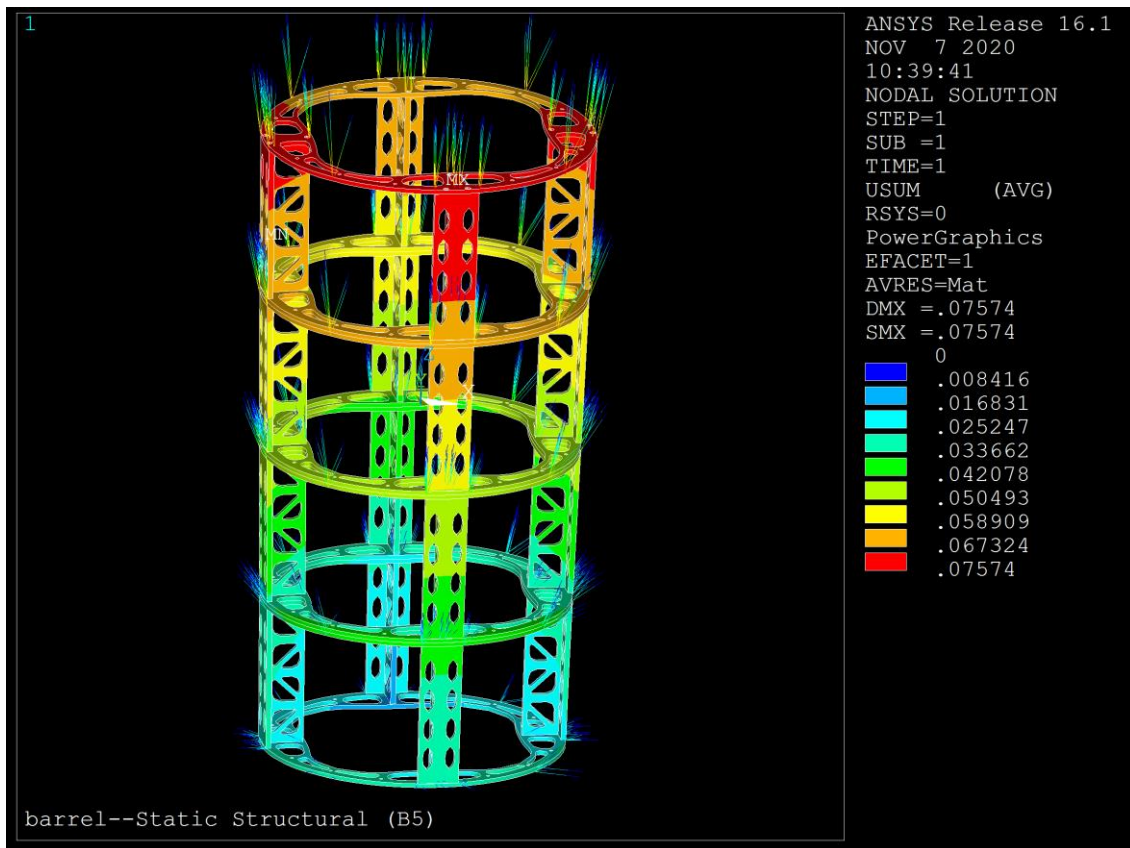 1
ANSYS Release 16.1
NOV 7 2020
10:39:41
NODAL SOLUTION
STEP=1
SUB =1
TIME=1
USUM (AVG)
RSYS=0
PowerGraphics
EFACET=1
AVRES=Mat
DMX =.07574
SMX =.07574
0
.008416
.016831
.025247
.033662
.042078
.050493
.058909
.067324
.07574
MX
MN
Z
Y
X
barrel--Static Structural (B5)